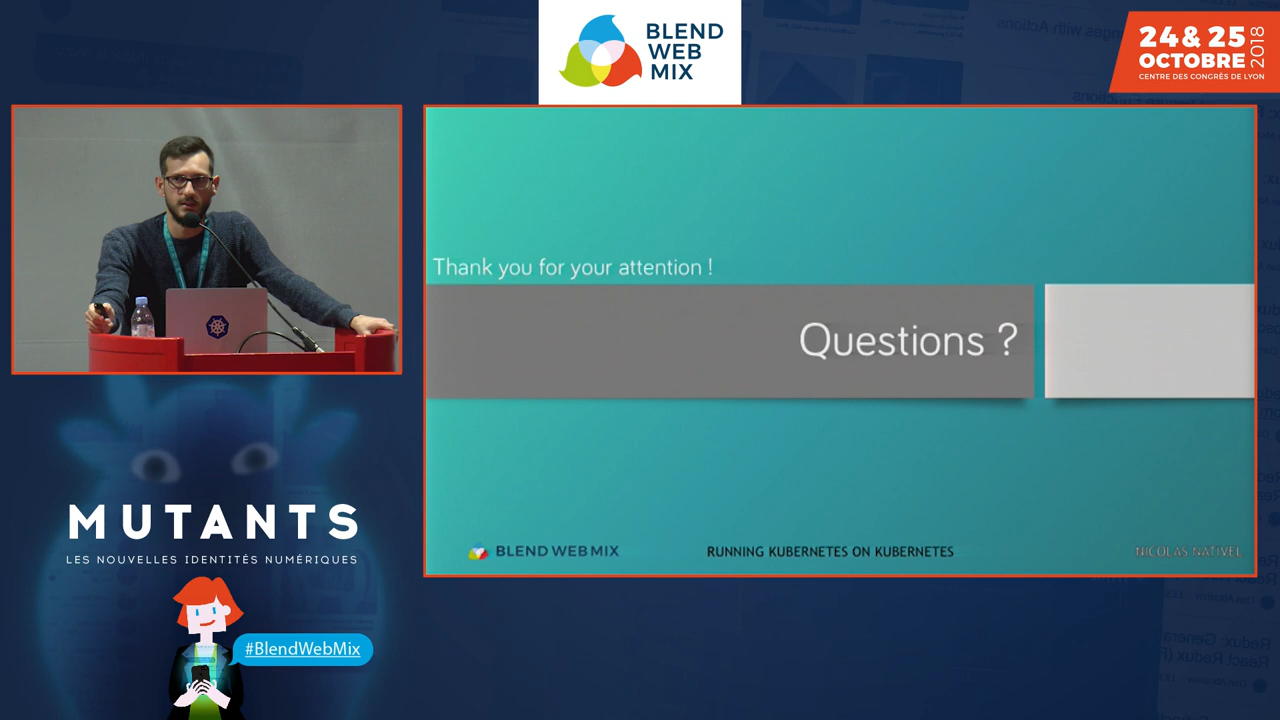 BLEND
WEB
MIX
24 & 25
OCTOBRE
2018
CENTRE DES CONGRÈS DE LYON
Thank you for your attention !
Questions ?
BLEND WEB MIX
RUNNING KUBERNETES ON KUBERNETES
NICOLAS NATIVEL
MUTANTS
LES NOUVELLES IDENTITÉS NUMÉRIQUES
#BlendWebMix